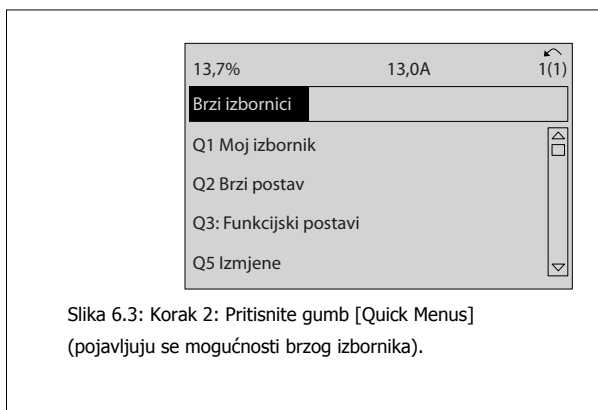 13,7% 13,0A 1(1)
Brzi izbornici
Q1 Moj izbornik
Q2 Brzi postav
Q3: Funkcijski postavi
Q5 Izmjene
Slika 6.3: Korak 2: Pritisnite gumb [Quick Menus]
(pojavljuju se mogućnosti brzog izbornika).